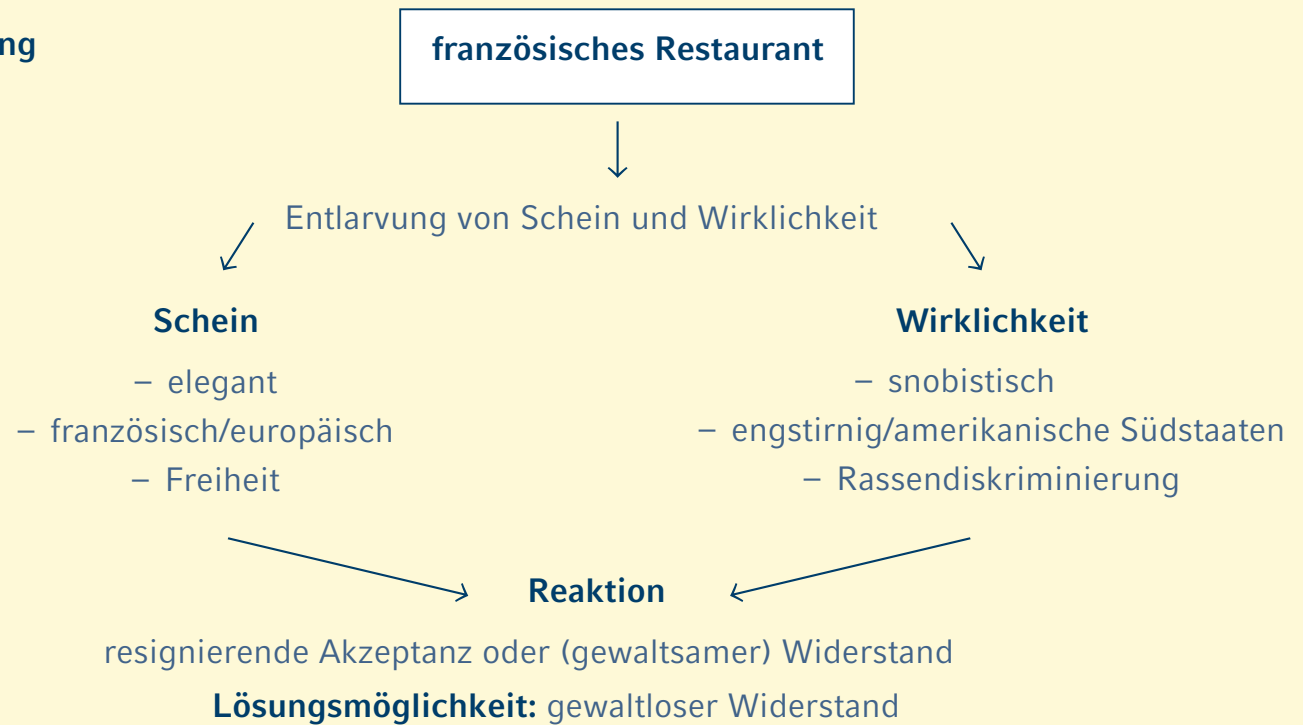 ng
französisches Restaurant
Entlarvung von Schein und Wirklichkeit
Schein
– elegant
– französisch/europäisch
– Freiheit
Wirklichkeit
– snobistisch
– engstirnig/amerikanische Südstaaten
– Rassendiskriminierung
Reaktion
resignierende Akzeptanz oder (gewaltsamer) Widerstand
Lösungsmöglichkeit: gewaltloser Widerstand